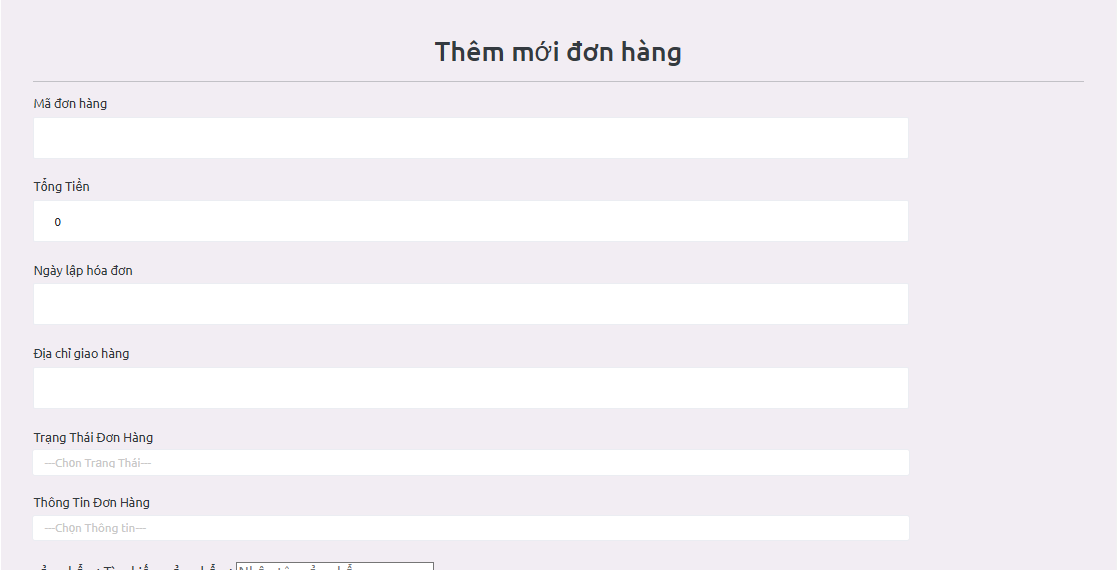 Thêm mới đơn hàng
Mã đơn hàng
Tổng Tiền
0
Ngày lập hóa đơn
Địa chỉ giao hàng
Trạng Thái Đơn Hàng
---Chọn Trạng Thái---
Thông Tin Đơn Hàng
---Chọn Thông tin---